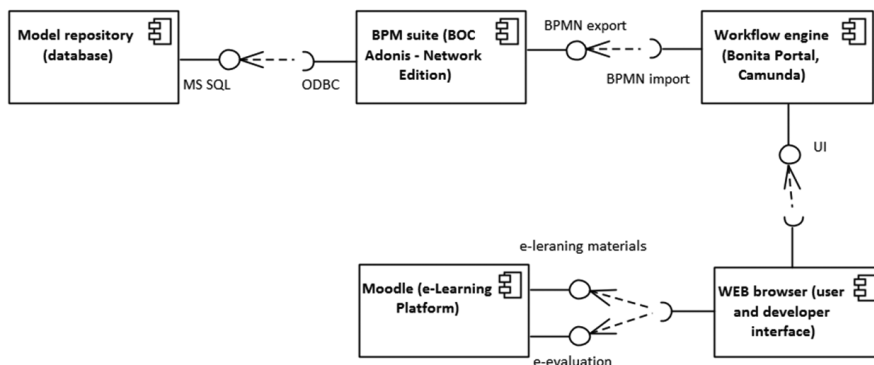 Model repository
(database)
MS SQL
ODBC
BPM suite (BOC
Adonis - Network
Edition)
BPMN export
BPMN import
Workflow engine
(Bonita Portal,
Camunda)
UI
e-leraning materials
Moodle (e-Learning
Platform)
e-evaluation
WEB browser (user
and developer
interface)